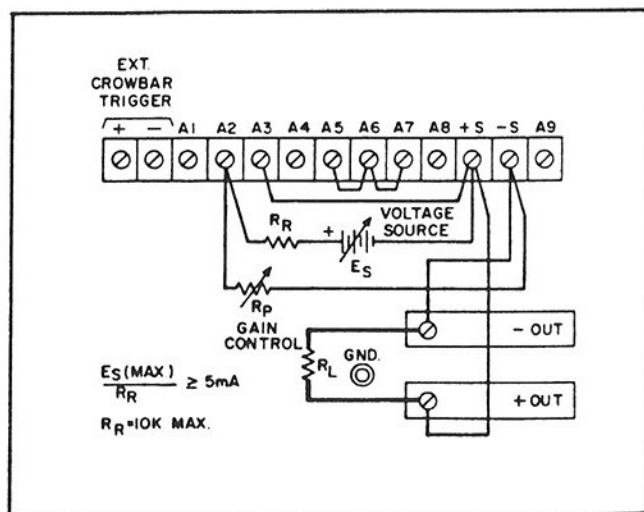 EXT.
CROWBAR
TRIGGER
+ − A1 A2 A3 A4 A5 A6 A7 A8 +S −S A9
RR
+
VOLTAGE
SOURCE
ES
RP
GAIN
CONTROL
− OUT
RL
GND.
+ OUT
ES(MAX)
RR
≥ 5mA
RR=10K MAX.